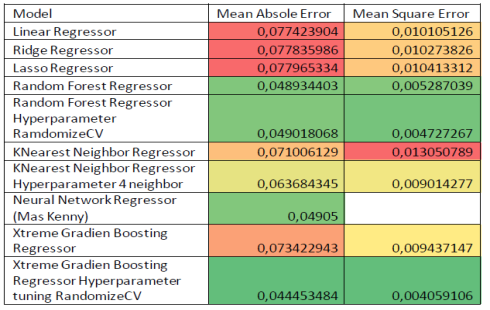 Model Mean Absole Error Mean Square Error
Linear Regressor 0,077423904 0,010105126
Ridge Regressor 0,077835986 0,010273826
Lasso Regressor 0,077965334 0,010413312
Random Forest Regressor 0,048934403 0,005287039
Random Forest Regressor
Hyperparameter
RamdomizeCV 0,049018068 0,004727267
KNearest Neighbor Regressor 0,071006129 0,013050789
KNearest Neighbor Regressor
Hyperparameter 4 neighbor 0,063684345 0,009014277
Neural Network Regressor
(Mas Kenny) 0,04905
Xtreme Gradien Boosting
Regressor 0,073422943 0,009437147
Xtreme Gradien Boosting
Regressor Hyperparameter
tuning RandomizeCV 0,044453484 0,004059106